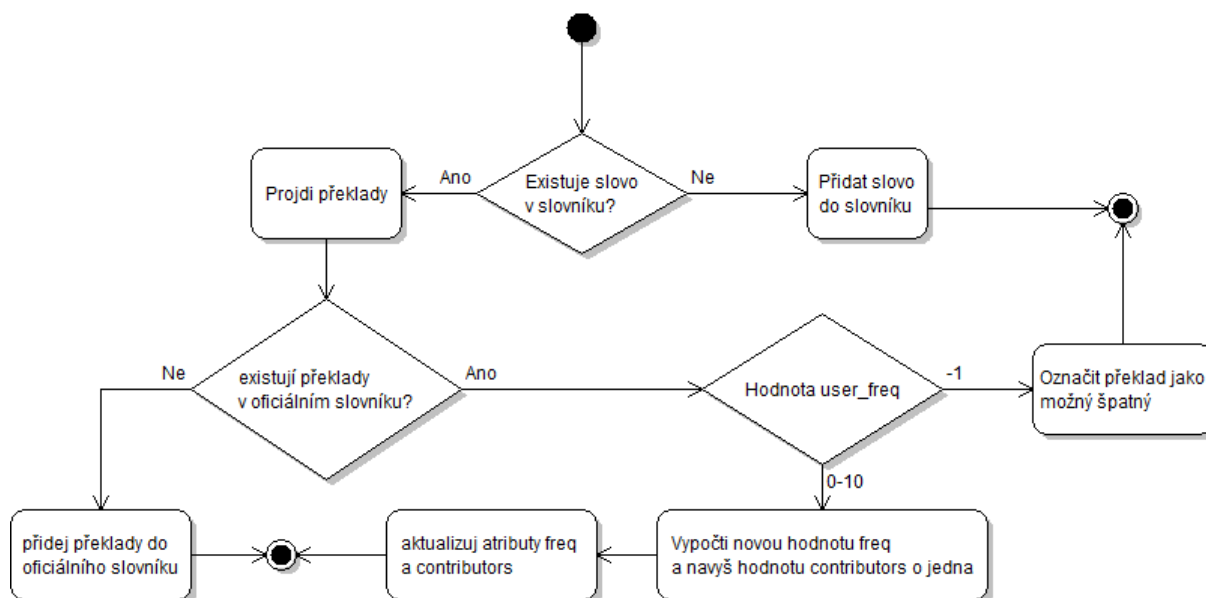 Existuje slovo
v slovníku?
Ano
Ne
Projdi překlady
Přidat slovo
do slovníku
existují překlady
v oficiálním slovníku?
Ne
Ano
Hodnota user_freq
-1
0-10
Označit překlad jako
možný špatný
přidej překlady do
oficiálního slovníku
aktualizuj atributy freq
a contributors
Vypočti novou hodnotu freq
a navyš hodnotu contributors o jedna